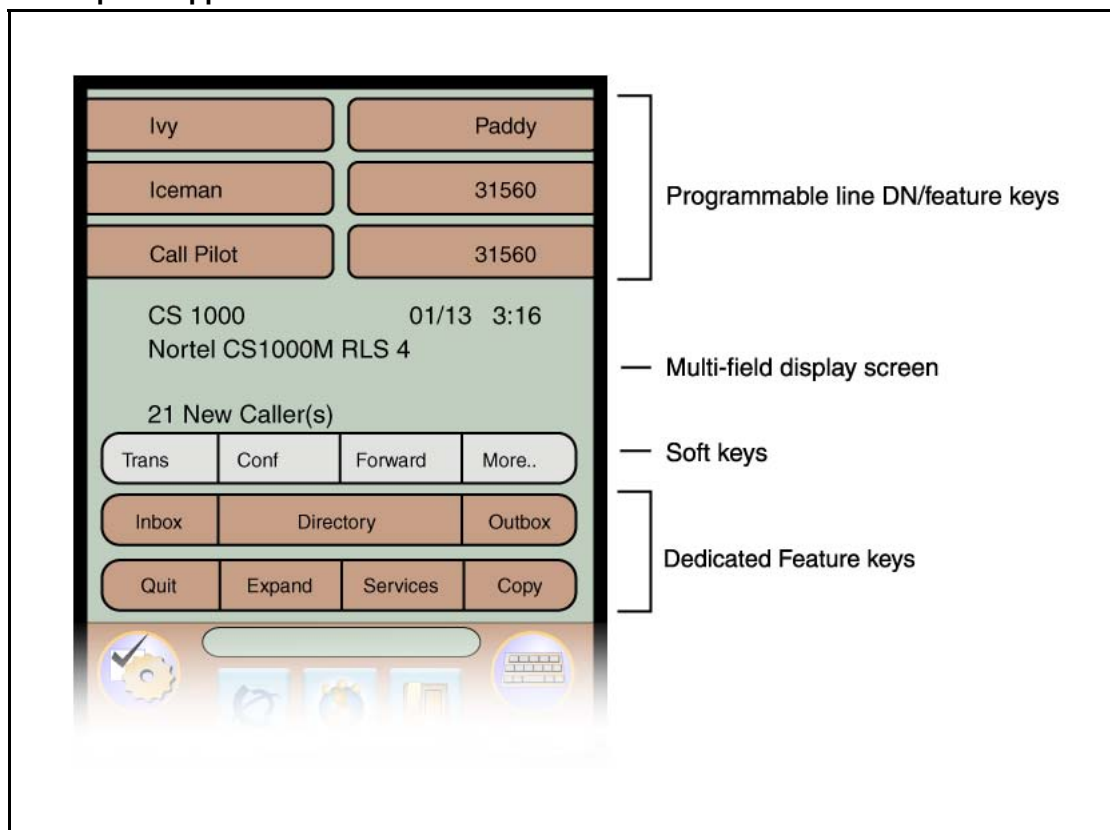 Ivy Paddy
Iceman 31560
Call Pilot 31560
Programmable line DN/feature keys
CS 1000 01/13 3:16
Nortel CS1000M RLS 4
Multi-field display screen
21 New Caller(s)
Trans Conf Forward More..
Soft keys
Inbox Directory Outbox
Dedicated Feature keys
Quit Expand Services Copy